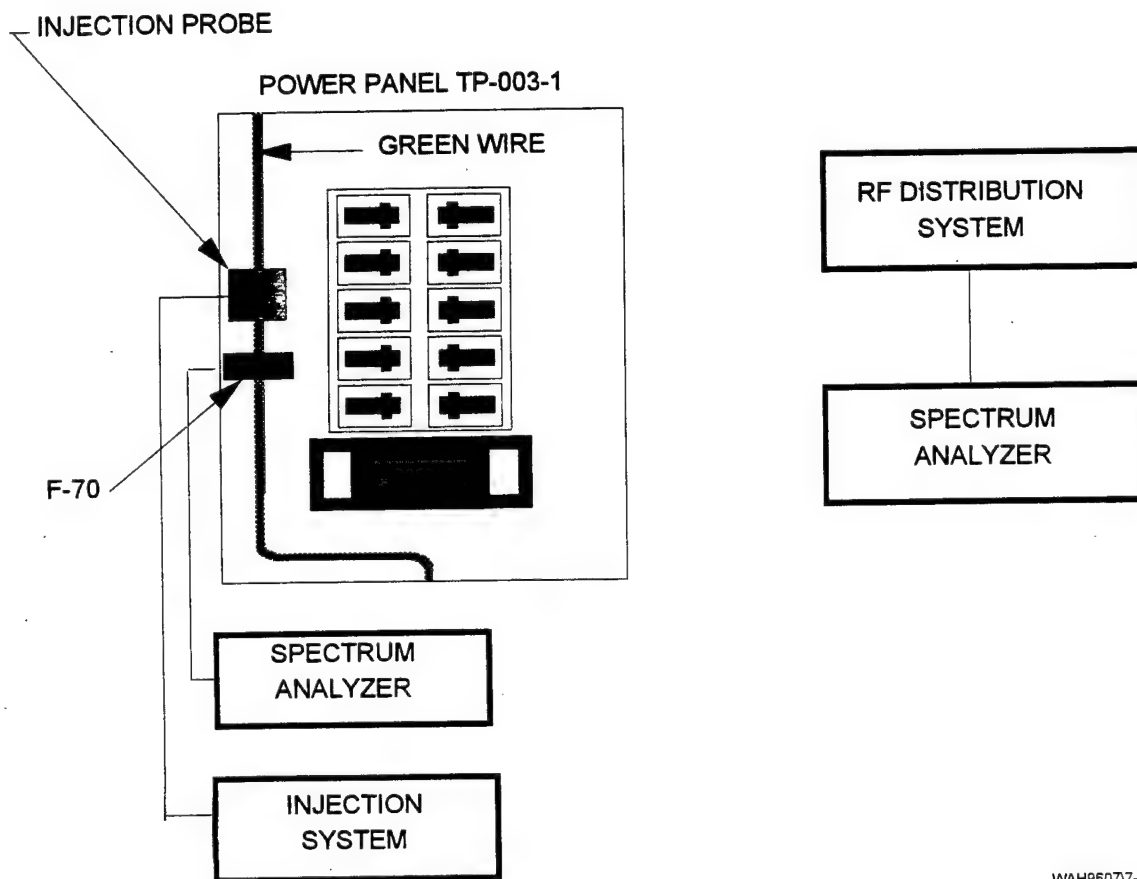 INJECTION PROBE
POWER PANEL TP-003-1
GREEN WIRE
F-70
RF DISTRIBUTION
SYSTEM
SPECTRUM
ANALYZER
SPECTRUM
ANALYZER
INJECTION
SYSTEM